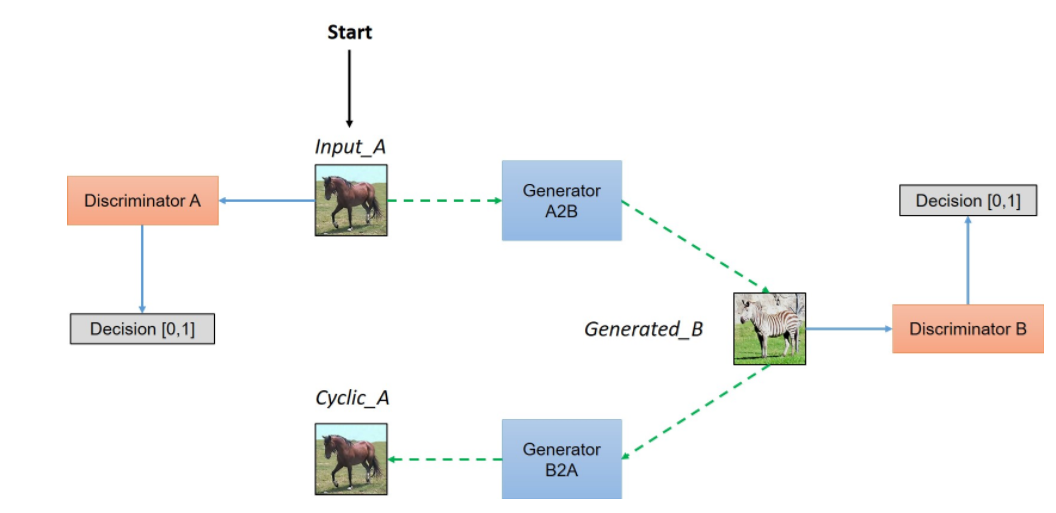 Start
Input_A
Discriminator A
Generator
A2B
Decision [0,1]
Decision [0,1]
Generated_B
Discriminator B
Cyclic_A
Generator
B2A